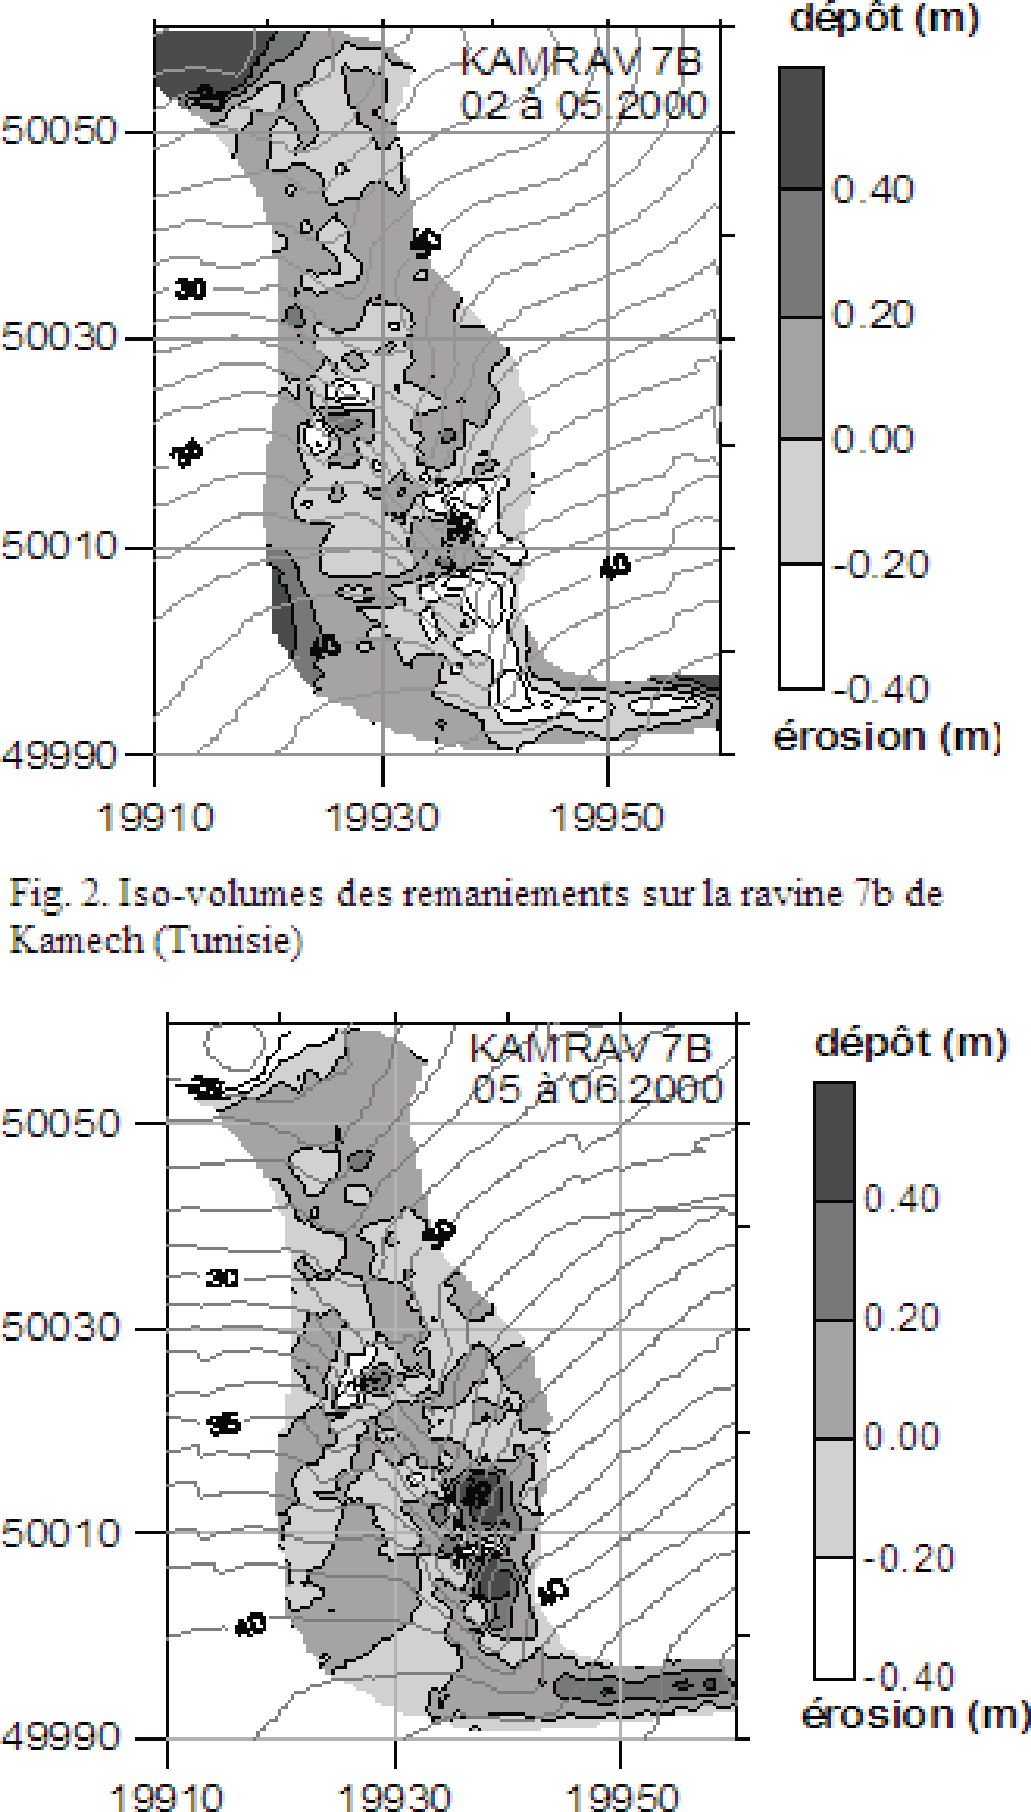 dépôt (m)
KAMRAV 7B
02 à 05.2000
50050
0.40
40
30
50030
0.20
0.00
50010
40
-0.20
40
-0.40
érosion (m)
49990
19910 19930 19950
Fig. 2. Iso-volumes des remaniements sur la ravine 7b de
Kamech (Tunisie)
KAMRAV 7B
05 à 06.2000
dépôt (m)
50050
0.40
30
50030
0.20
35
0.00
50010
-0.20
40
40
-0.40
érosion (m)
49990
19910 19930 19950